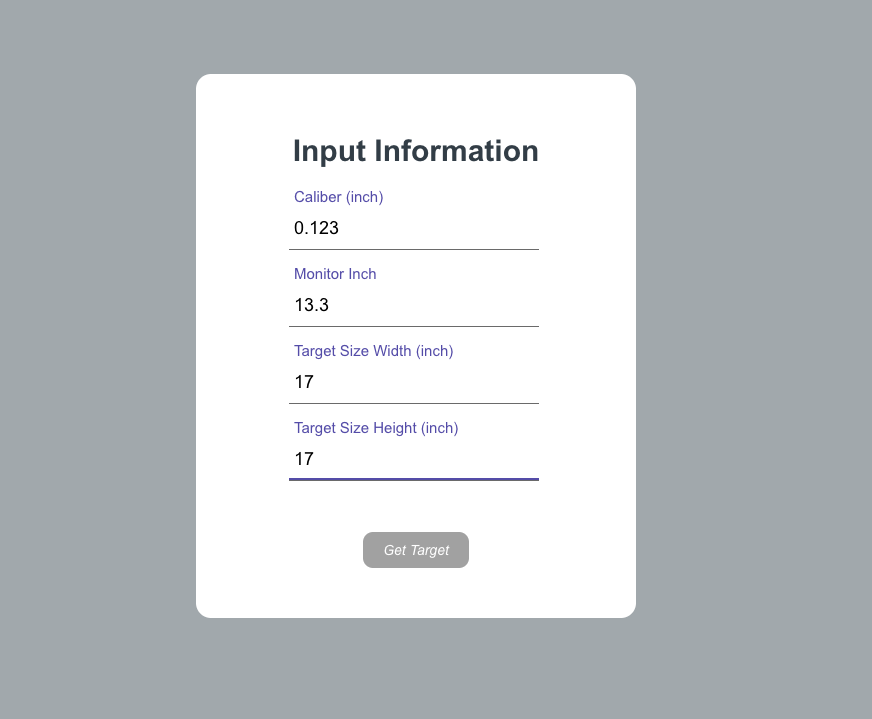 Input Information
Caliber (inch)
0.123
Monitor Inch
13.3
Target Size Width (inch)
17
Target Size Height (inch)
17
Get Target